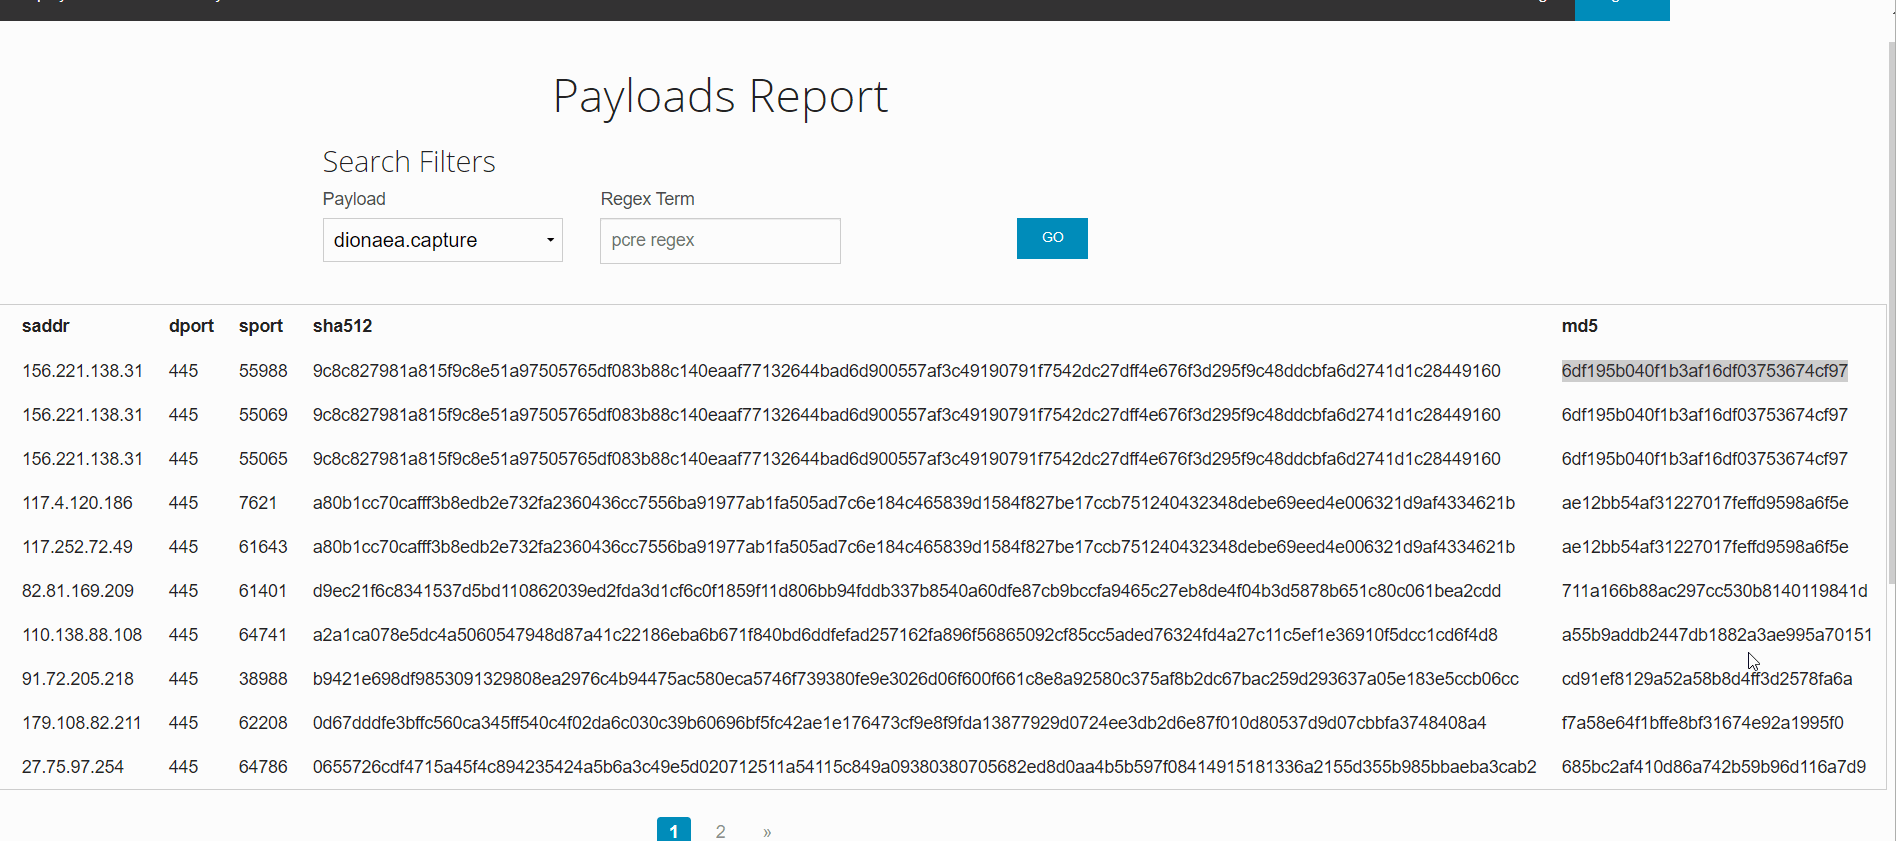 Payloads Report
Search Filters
Payload Regex Term
dionaea.capture pcre regex GO
saddr dport sport sha512 md5
156.221.138.31 445 55988 9c8c827981a815f9c8e51a97505765df083b88c140eaaf77132644bad6d900557af3c49190791f7542dc27dff4e676f3d295f9c48ddcbfa6d2741d1c28449160 6df195b040f1b3af16df03753674cf97
156.221.138.31 445 55069 9c8c827981a815f9c8e51a97505765df083b88c140eaaf77132644bad6d900557af3c49190791f7542dc27dff4e676f3d295f9c48ddcbfa6d2741d1c28449160 6df195b040f1b3af16df03753674cf97
156.221.138.31 445 55065 9c8c827981a815f9c8e51a97505765df083b88c140eaaf77132644bad6d900557af3c49190791f7542dc27dff4e676f3d295f9c48ddcbfa6d2741d1c28449160 6df195b040f1b3af16df03753674cf97
117.4.120.186 445 7621 a80b1cc70cafff3b8edb2e732fa2360436cc7556ba91977ab1fa505ad7c6e184c465839d1584f827be17ccb751240432348debe69eed4e006321d9af4334621b ae12bb54af31227017feffd9598a6f5e
117.252.72.49 445 61643 a80b1cc70cafff3b8edb2e732fa2360436cc7556ba91977ab1fa505ad7c6e184c465839d1584f827be17ccb751240432348debe69eed4e006321d9af4334621b ae12bb54af31227017feffd9598a6f5e
82.81.169.209 445 61401 d9ec21f6c8341537d5bd110862039ed2fda3d1cf6c0f1859f11d806bb94fddb337b8540a60dfe87cb9bccfa9465c27eb8de4f04b3d5878b651c80c061bea2cdd 711a166b88ac297cc530b8140119841d
110.138.88.108 445 64741 a2a1ca078e5dc4a5060547948d87a41c22186eba6b671f840bd6ddfefad257162fa896f56865092cf85cc5aded76324fd4a27c11c5ef1e36910f5dcc1cd6f4d8 a55b9addb2447db1882a3ae995a70151
91.72.205.218 445 38988 b9421e698df9853091329808ea2976c4b94475ac580eca5746f739380fe9e3026d06f600f661c8e8a92580c375af8b2dc67bac259d293637a05e183e5ccb06cc cd91ef8129a52a58b8d4ff3d2578fa6a
179.108.82.211 445 62208 0d67dddfe3bffc560ca345ff540c4f02da6c030c39b60696bf5fc42ae1e176473cf9e8f9fda13877929d0724ee3db2d6e87f010d80537d9d07cbbfa3748408a4 f7a58e64f1bffe8bf31674e92a1995f0
27.75.97.254 445 64786 0655726cdf4715a45f4c894235424a5b6a3c49e5d020712511a54115c849a09380380705682ed8d0aa4b5b597f08414915181336a2155d355b985bbaeba3cab2 685bc2af410d86a742b59b96d116a7d9
1 2 »